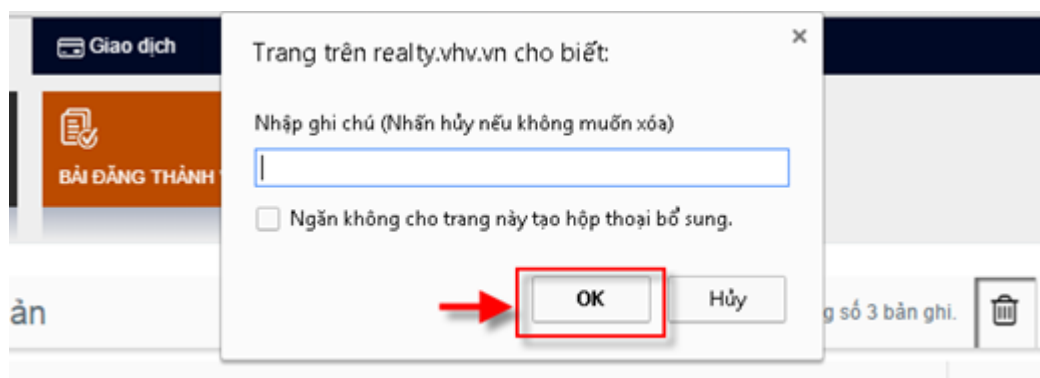 Giao dịch
Trang trên realty.vhv.vn cho biết:
Nhập ghi chú (Nhấn hủy nếu không muốn xóa)
BÀI ĐĂNG THÀNH
Ngăn không cho trang này tạo hộp thoại bổ sung.
OK Hủy
ản
g số 3 bản ghi.